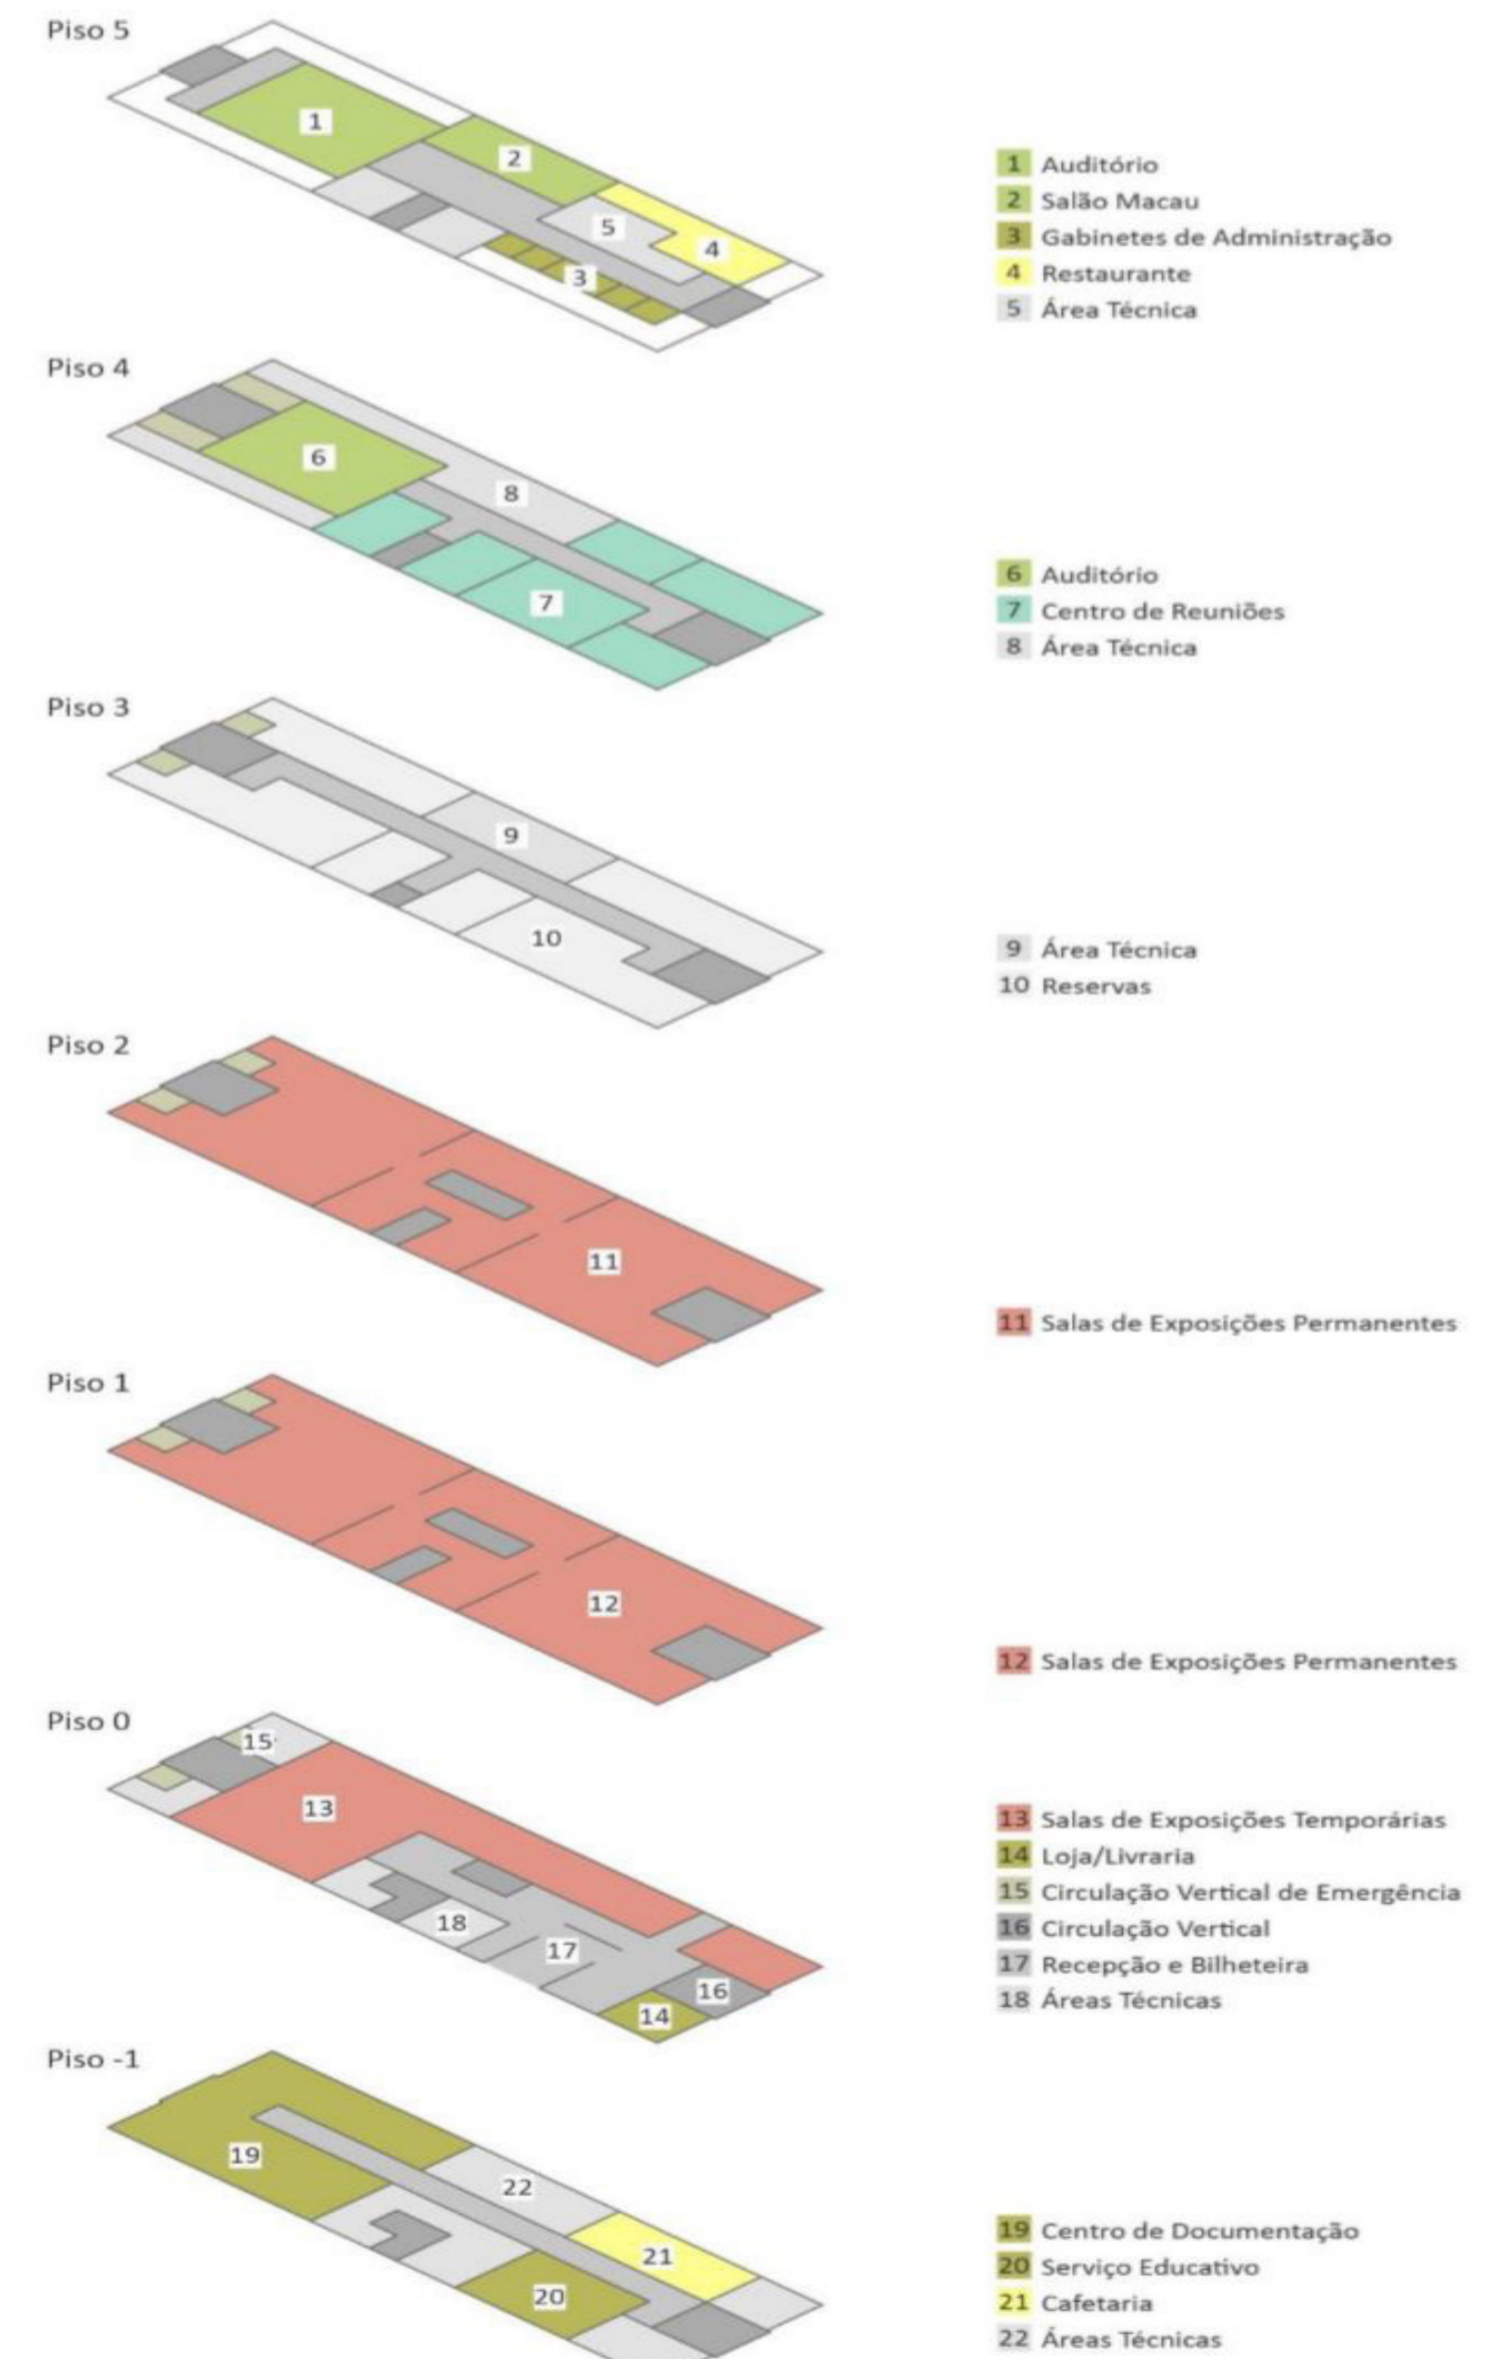 Piso 5
1
2
5
4
3
1 Auditório
2 Salão Macau
3 Gabinetes de Administração
4 Restaurante
5 Área Técnica
Piso 4
6
8
7
6 Auditório
7 Centro de Reuniões
8 Área Técnica
Piso 3
9
10
9 Área Técnica
10 Reservas
Piso 2
11
11 Salas de Exposições Permanentes
Piso 1
12
12 Salas de Exposições Permanentes
Piso 0
15
13
18
17
16
14
13 Salas de Exposições Temporárias
14 Loja/Livraria
15 Circulação Vertical de Emergência
16 Circulação Vertical
17 Recepção e Bilheteira
18 Áreas Técnicas
Piso -1
19
22
21
20
19 Centro de Documentação
20 Serviço Educativo
21 Cafetaria
22 Áreas Técnicas